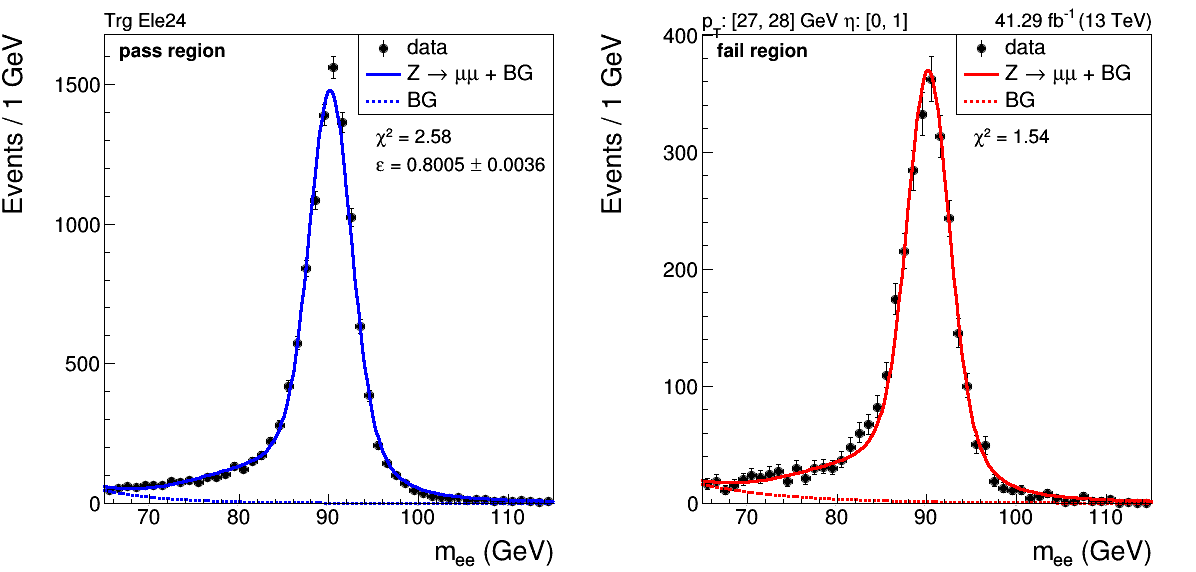 Trg Ele24
pass region
data
Z → μμ + BG
BG
χ² = 2.58
ε = 0.8005 ± 0.0036
Events / 1 GeV
1500
1000
500
0
70 80 90 100 110
m_ee (GeV)
p_T: [27, 28] GeV η: [0, 1] 41.29 fb⁻¹ (13 TeV)
fail region
data
Z → μμ + BG
BG
χ² = 1.54
Events / 1 GeV
400
300
200
100
0
70 80 90 100 110
m_ee (GeV)